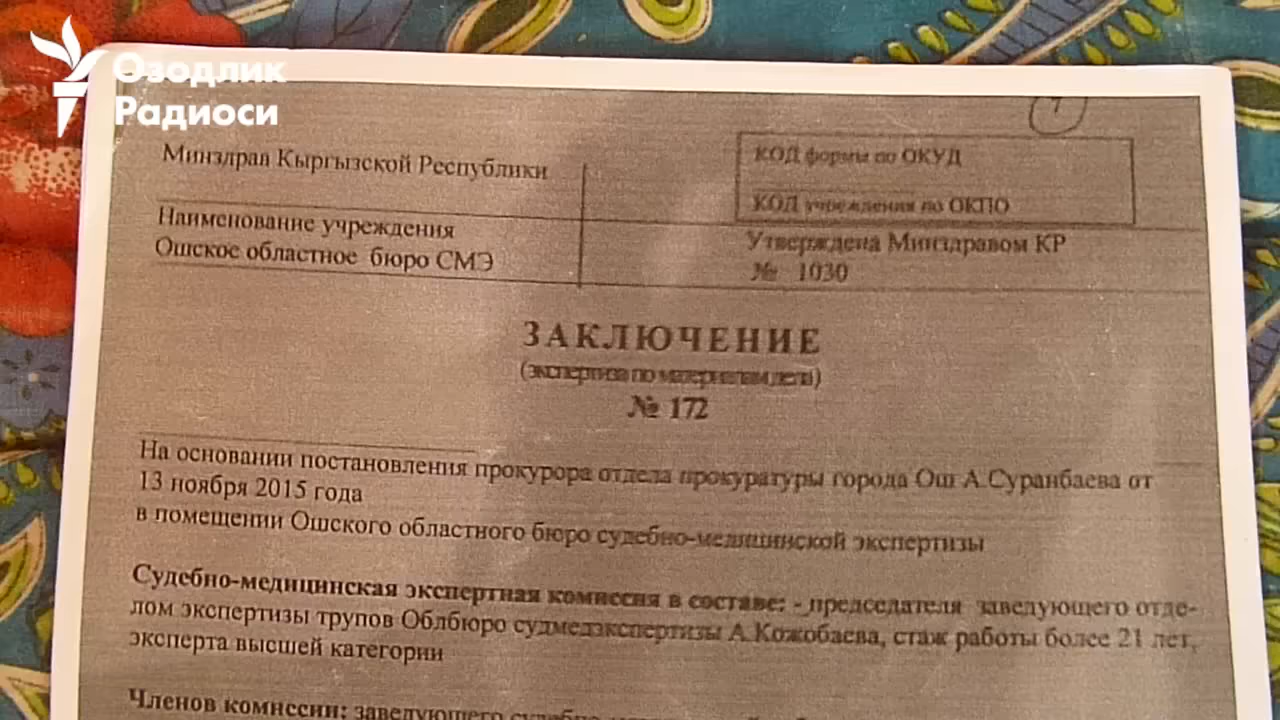 Озодлик
Радиоси
Минздрав Кыргызской Республики
КОД формы по ОКУД
КОД учреждения по ОКПО
Наименование учреждения
Ошское областное бюро СМЭ
Утверждена Минздравом КР
№ 1030
ЗАКЛЮЧЕНИЕ
(экспертиза по материалам дела)
№ 172
На основании постановления прокурора отдела прокуратуры города Ош А.Суранбаева от
13 ноября 2015 года
в помещении Ошского областного бюро судебно-медицинской экспертизы
Судебно-медицинская экспертная комиссия в составе: - председателя заведующего отде-
лом экспертизы трупов Облбюро судмедэкспертизы А.Кожобаева, стаж работы более 21 лет,
эксперта высшей категории
Членов комиссии: заведующего